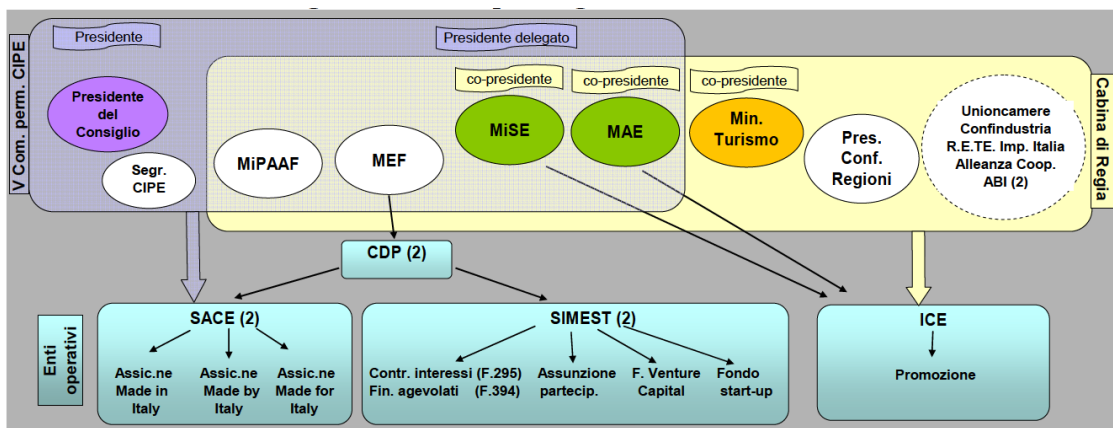 Presidente
Presidente delegato
co-presidente
co-presidente
co-presidente
V Com. perm. CIPE
Cabina di Regia
Presidente
del
Consiglio
Segr.
CIPE
MiPAAF
MEF
MiSE
MAE
Min.
Turismo
Pres.
Conf.
Regioni
Unioncamere
Confindustria
R.E.TE. Imp. Italia
Alleanza Coop.
ABI (2)
CDP (2)
Enti
operativi
SACE (2)
Assic.ne
Made in
Italy
Assic.ne
Made by
Italy
Assic.ne
Made for
Italy
SIMEST (2)
Contr. interessi (F.295)
Fin. agevolati (F.394)
Assunzione
partecip.
F. Venture
Capital
Fondo
start-up
ICE
Promozione